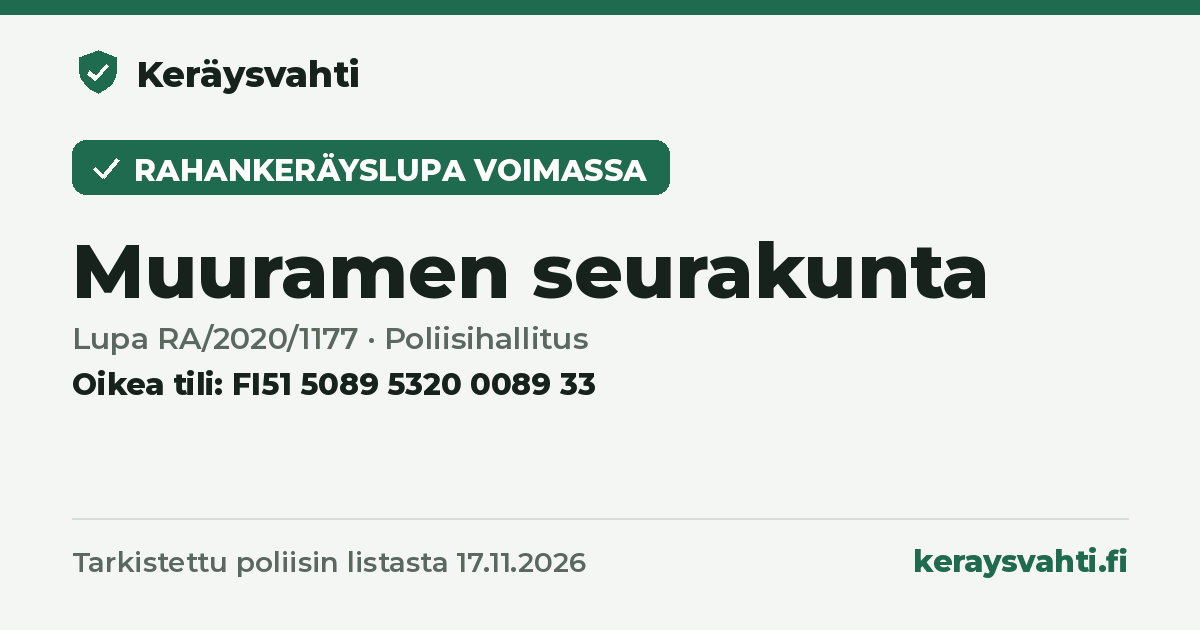 Keräysvahti
RAHANKERÄYSLUPA VOIMASSA
Muuramen seurakunta
Lupa RA/2020/1177 · Poliisihallitus
Oikea tili: FI51 5089 5320 0089 33
Tarkistettu poliisin listasta 17.11.2026
keraysvahti.fi